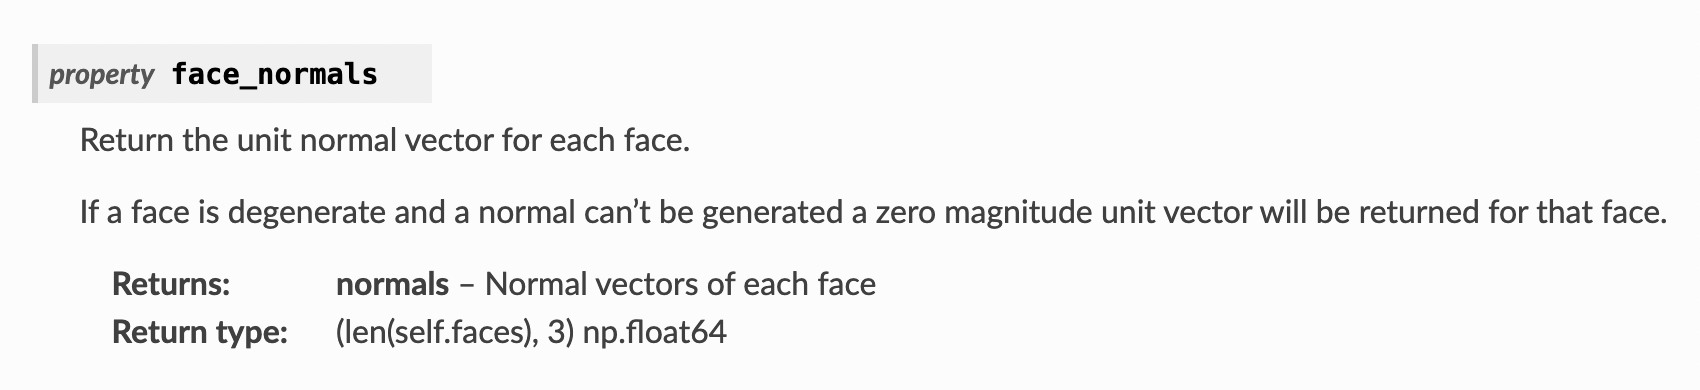 property face_normals
Return the unit normal vector for each face.
If a face is degenerate and a normal can’t be generated a zero magnitude unit vector will be returned for that face.
Returns: normals – Normal vectors of each face
Return type: (len(self.faces), 3) np.float64